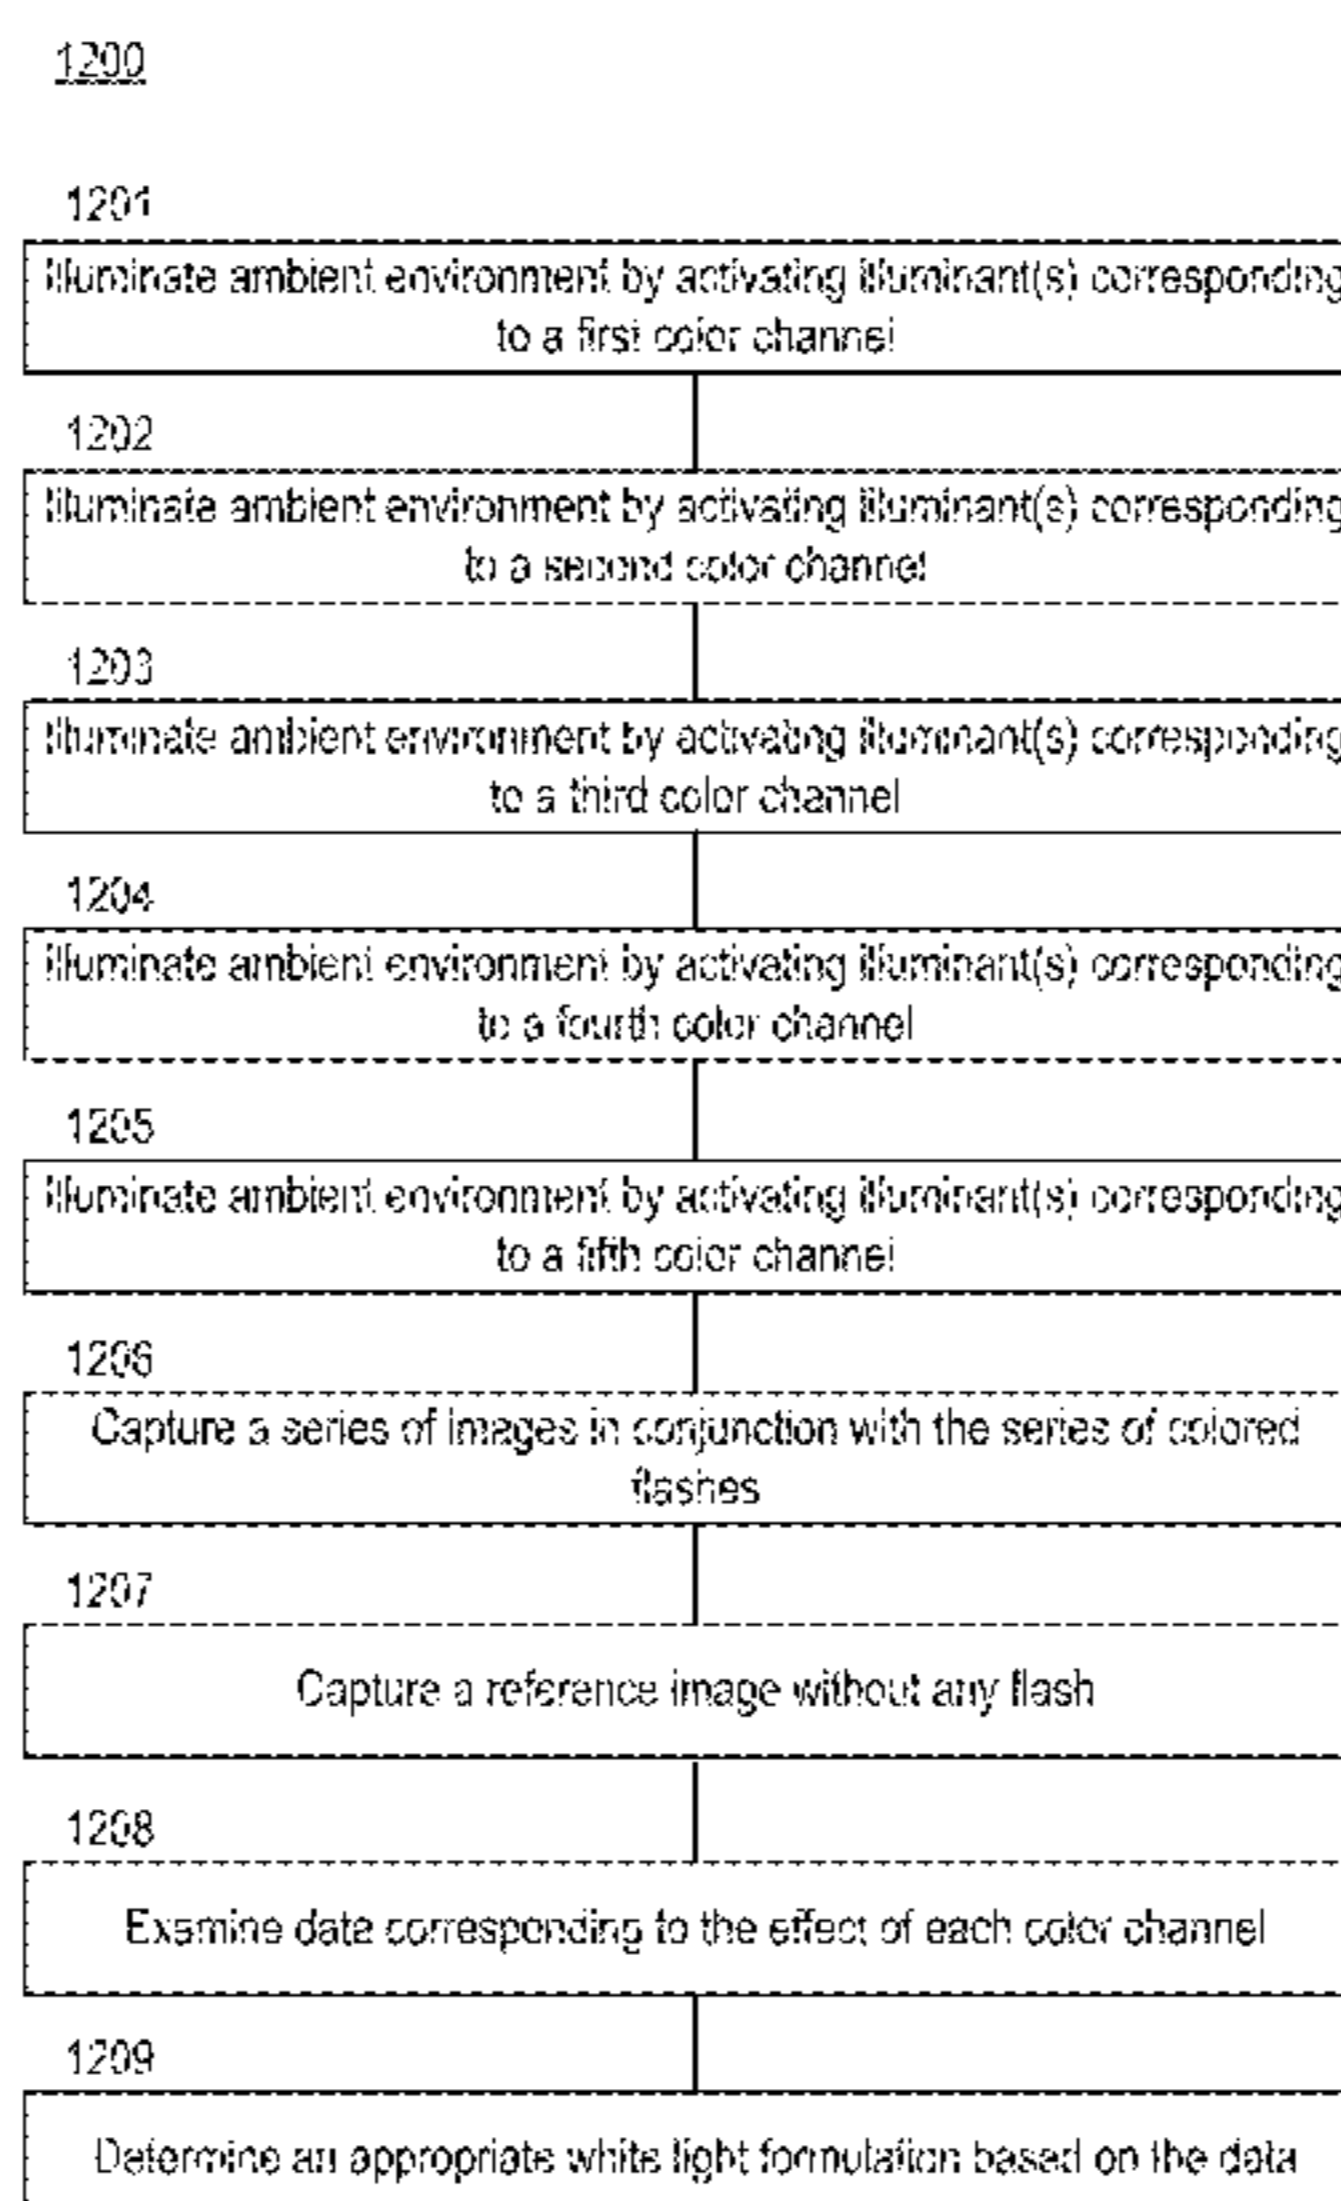 1200
1201
Illuminate ambient environment by activating illuminant(s) corresponding
to a first color channel
1202
Illuminate ambient environment by activating illuminant(s) corresponding
to a second color channel
1203
Illuminate ambient environment by activating illuminant(s) corresponding
to a third color channel
1204
Illuminate ambient environment by activating illuminant(s) corresponding
to a fourth color channel
1205
Illuminate ambient environment by activating illuminant(s) corresponding
to a fifth color channel
1206
Capture a series of images in conjunction with the series of colored
flashes
1207
Capture a reference image without any flash
1208
Examine data corresponding to the effect of each color channel
1209
Determine an appropriate white light formulation based on the data